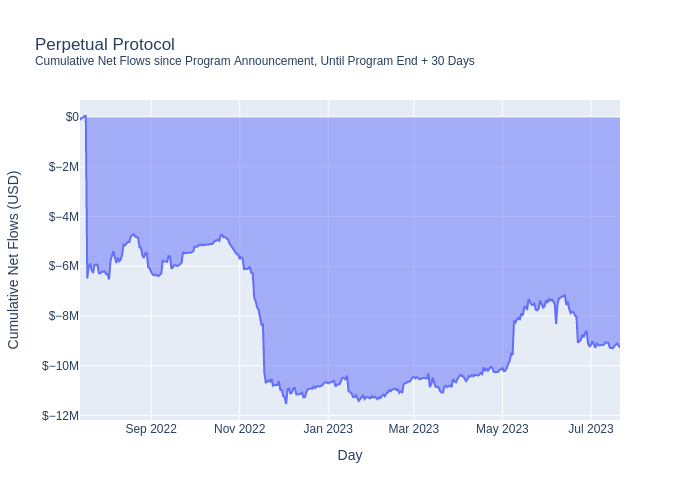 Perpetual Protocol
Cumulative Net Flows since Program Announcement, Until Program End + 30 Days
Cumulative Net Flows (USD)
$0
$−2M
$−4M
$−6M
$−8M
$−10M
$−12M
Sep 2022 Nov 2022 Jan 2023 Mar 2023 May 2023 Jul 2023
Day